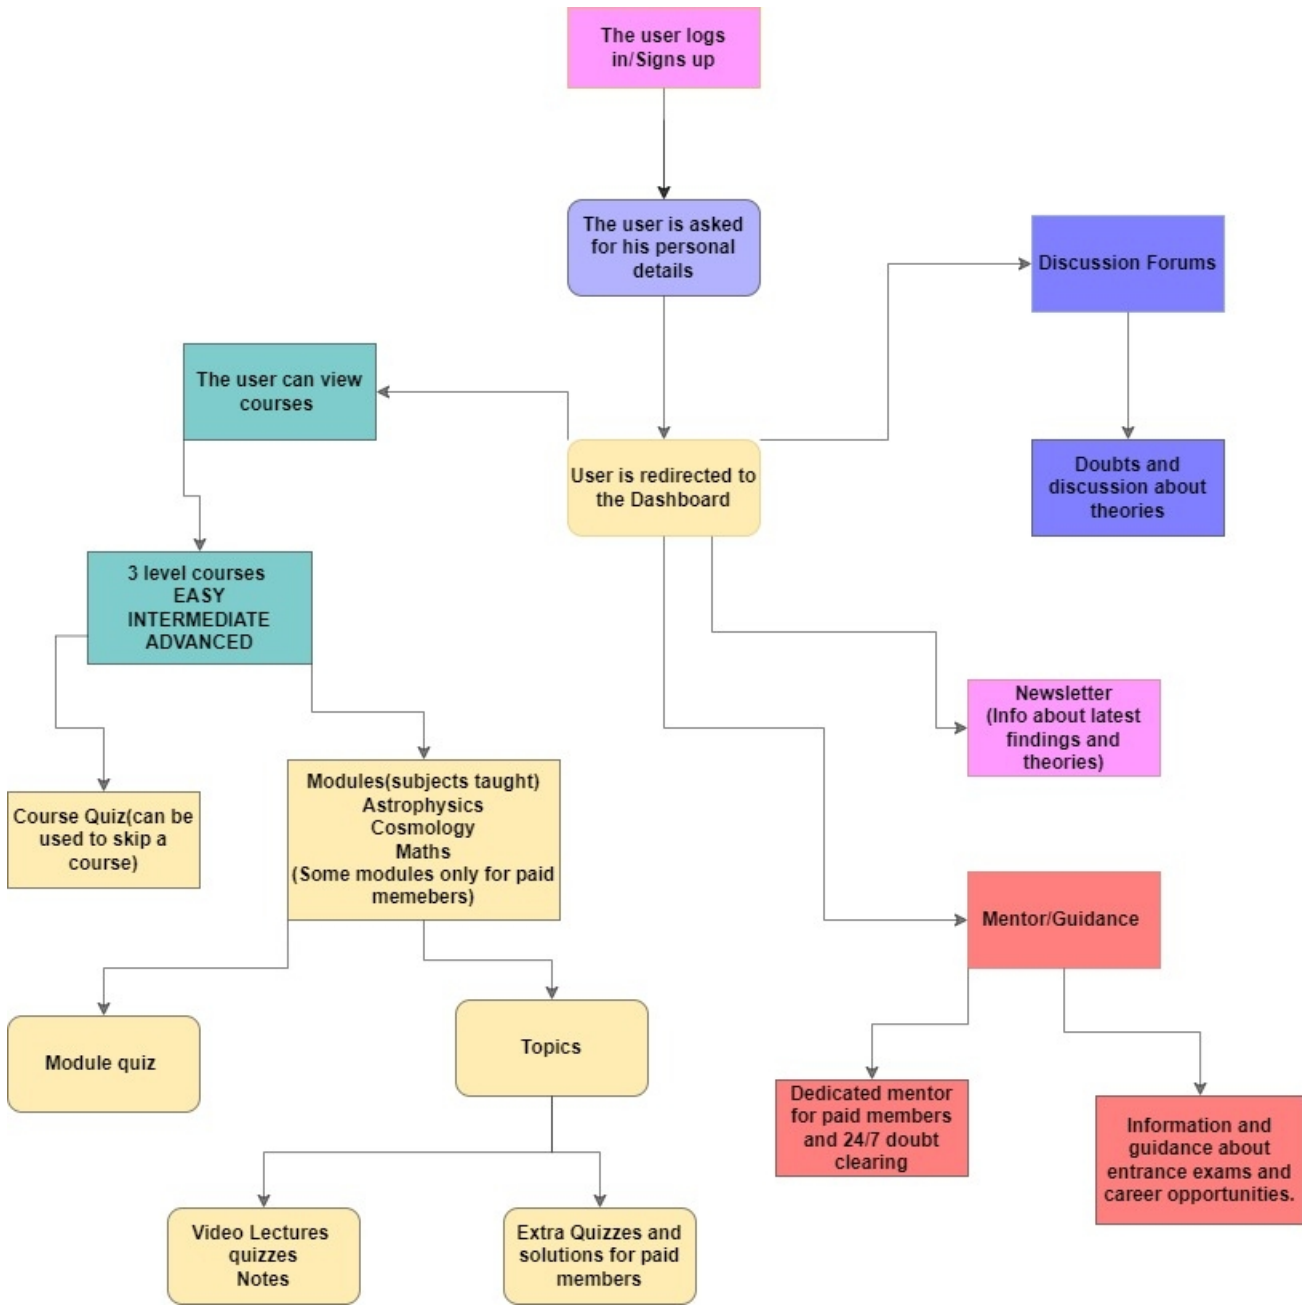 The user logs
in/Signs up
The user is asked
for his personal
details
Discussion Forums
The user can view
courses
User is redirected to
the Dashboard
Doubts and
discussion about
theories
3 level courses
EASY
INTERMEDIATE
ADVANCED
Newsletter
(Info about latest
findings and
theories)
Modules(subjects taught)
Astrophysics
Cosmology
Maths
(Some modules only for paid
memebers)
Course Quiz(can be
used to skip a
course)
Mentor/Guidance
Module quiz
Topics
Dedicated mentor
for paid members
and 24/7 doubt
clearing
Information and
guidance about
entrance exams and
career opportunities.
Video Lectures
quizzes
Notes
Extra Quizzes and
solutions for paid
members